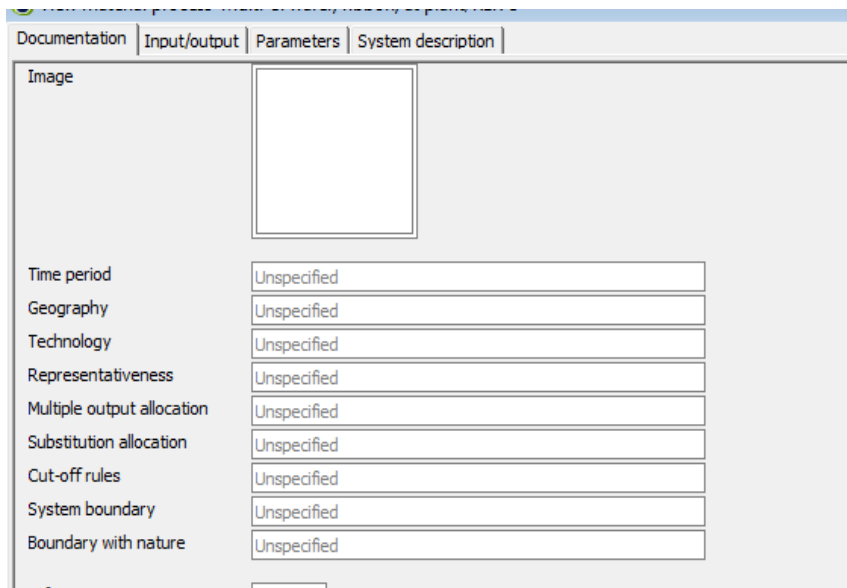 Documentation Input/output Parameters System description
Image
Time period Unspecified
Geography Unspecified
Technology Unspecified
Representativeness Unspecified
Multiple output allocation Unspecified
Substitution allocation Unspecified
Cut-off rules Unspecified
System boundary Unspecified
Boundary with nature Unspecified